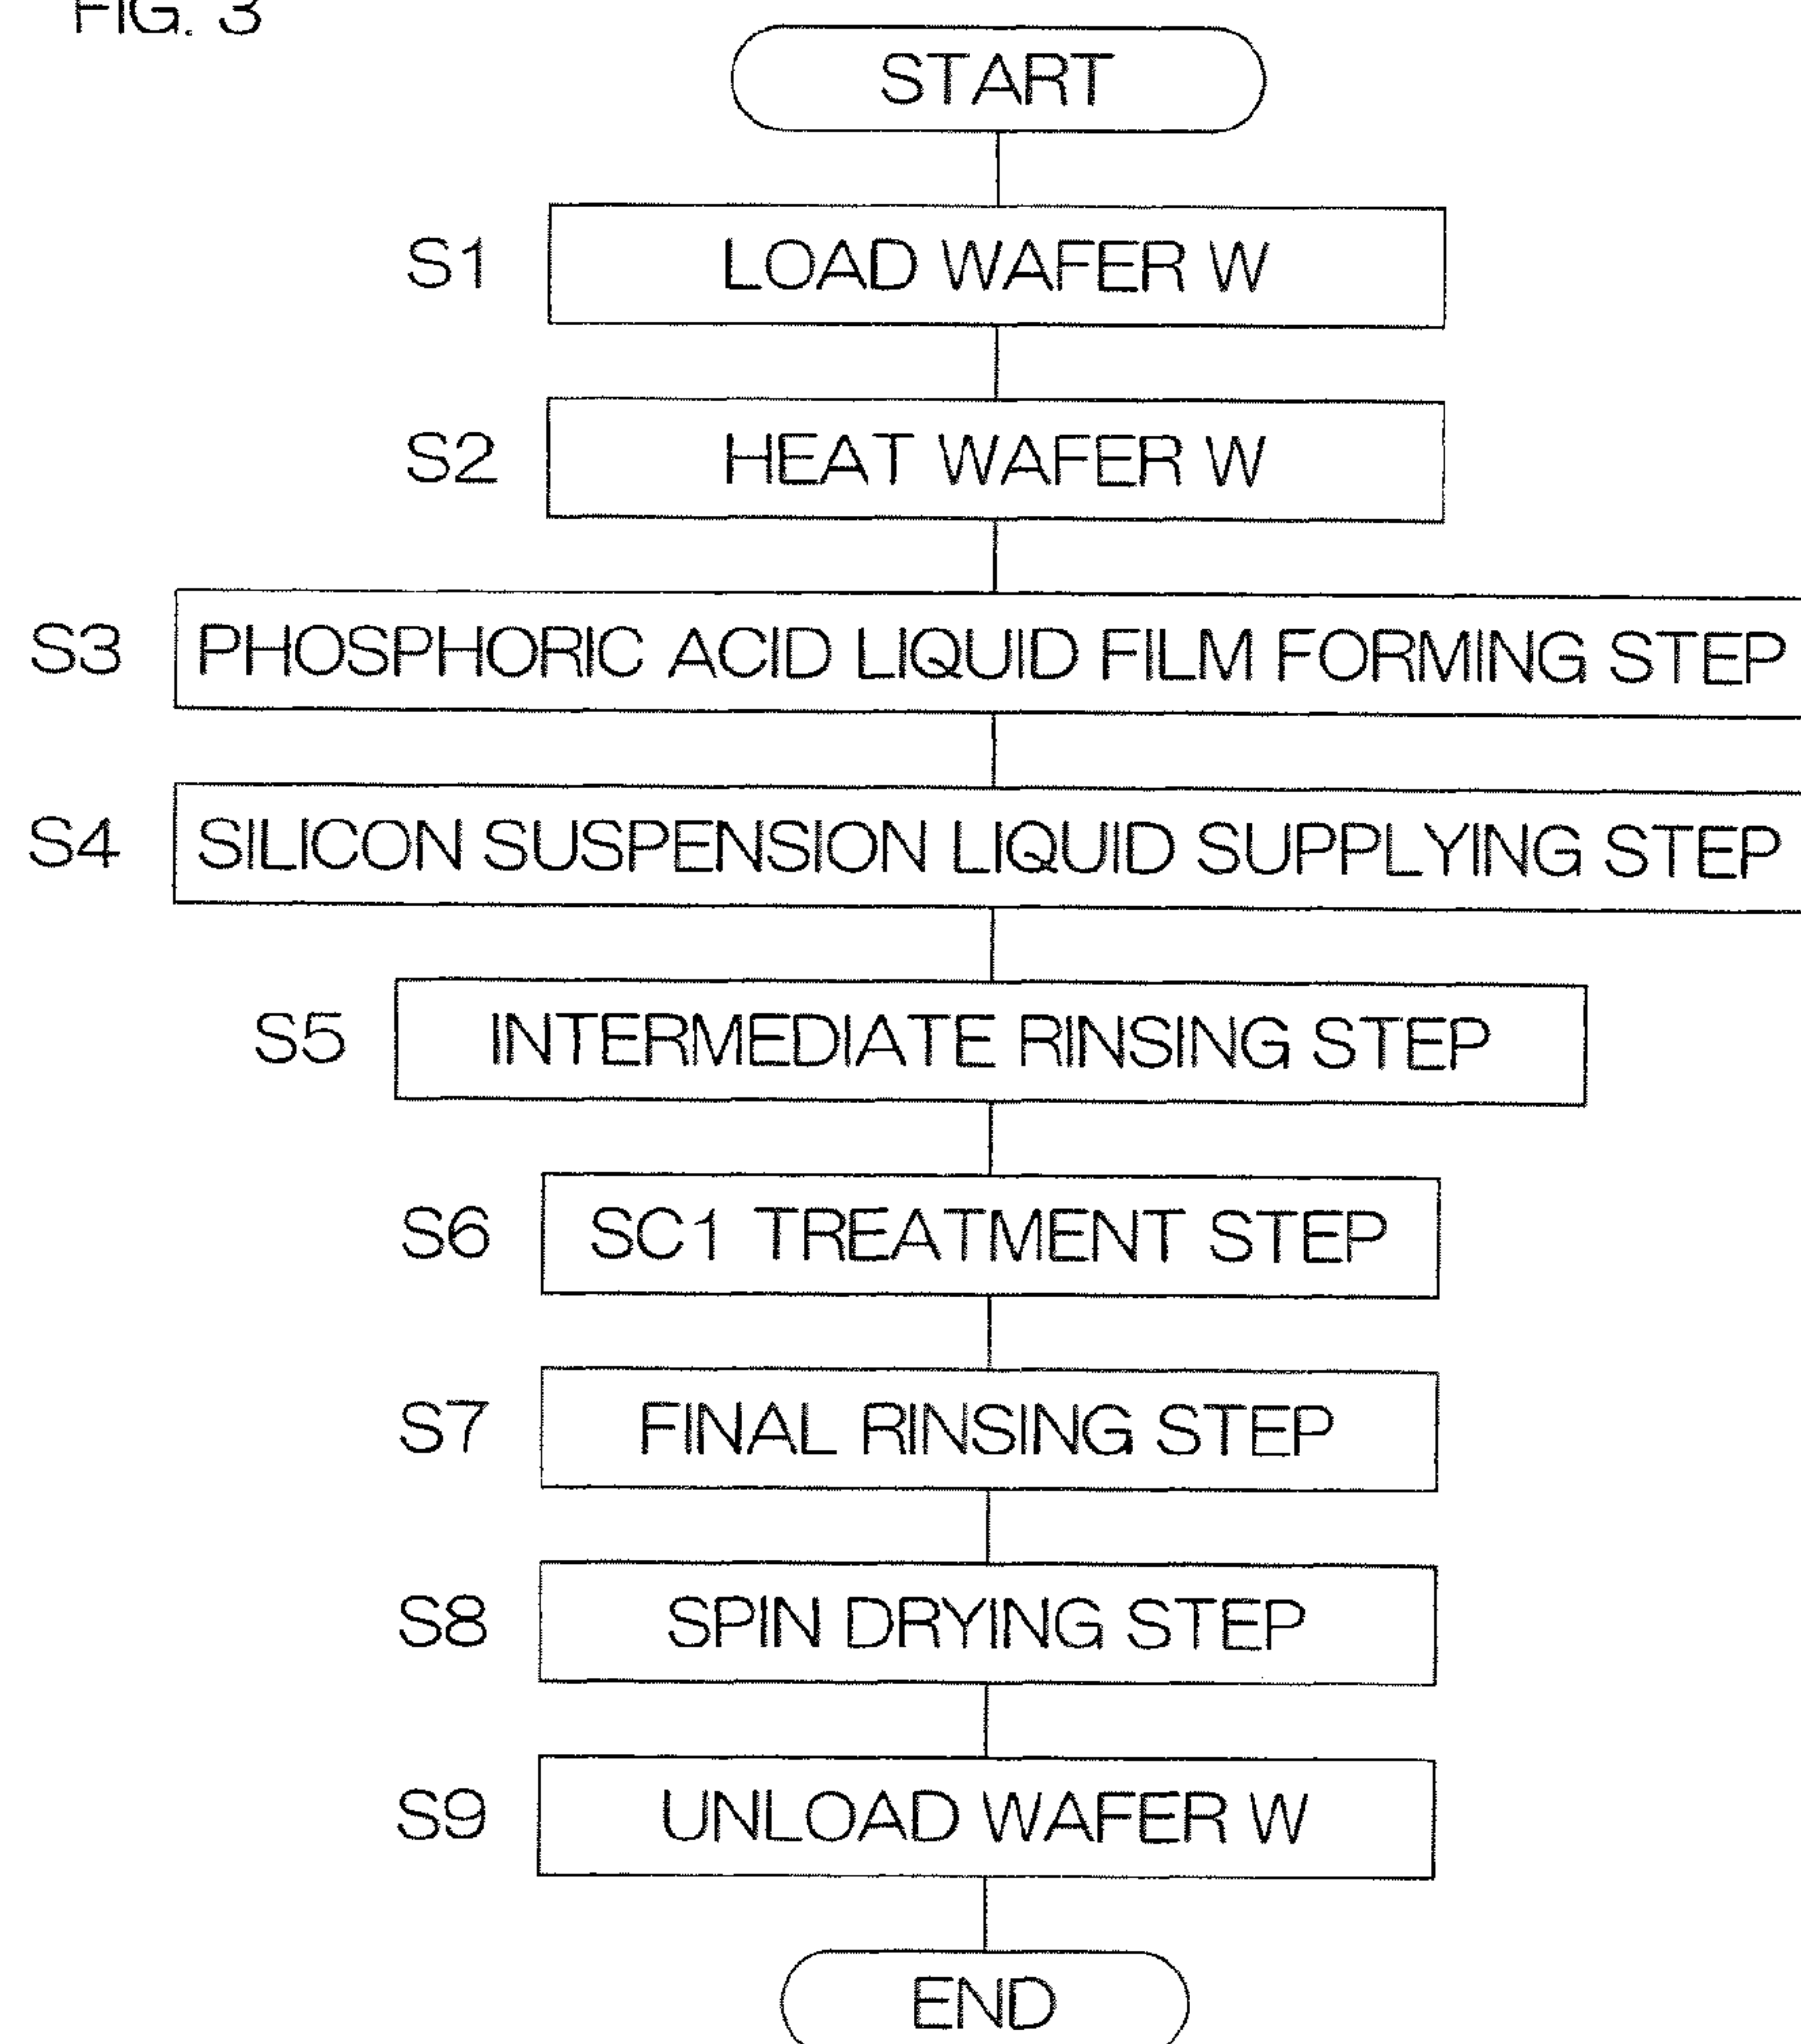 FIG. 3
START
S1 LOAD WAFER W
S2 HEAT WAFER W
S3 PHOSPHORIC ACID LIQUID FILM FORMING STEP
S4 SILICON SUSPENSION LIQUID SUPPLYING STEP
S5 INTERMEDIATE RINSING STEP
S6 SC1 TREATMENT STEP
S7 FINAL RINSING STEP
S8 SPIN DRYING STEP
S9 UNLOAD WAFER W
END